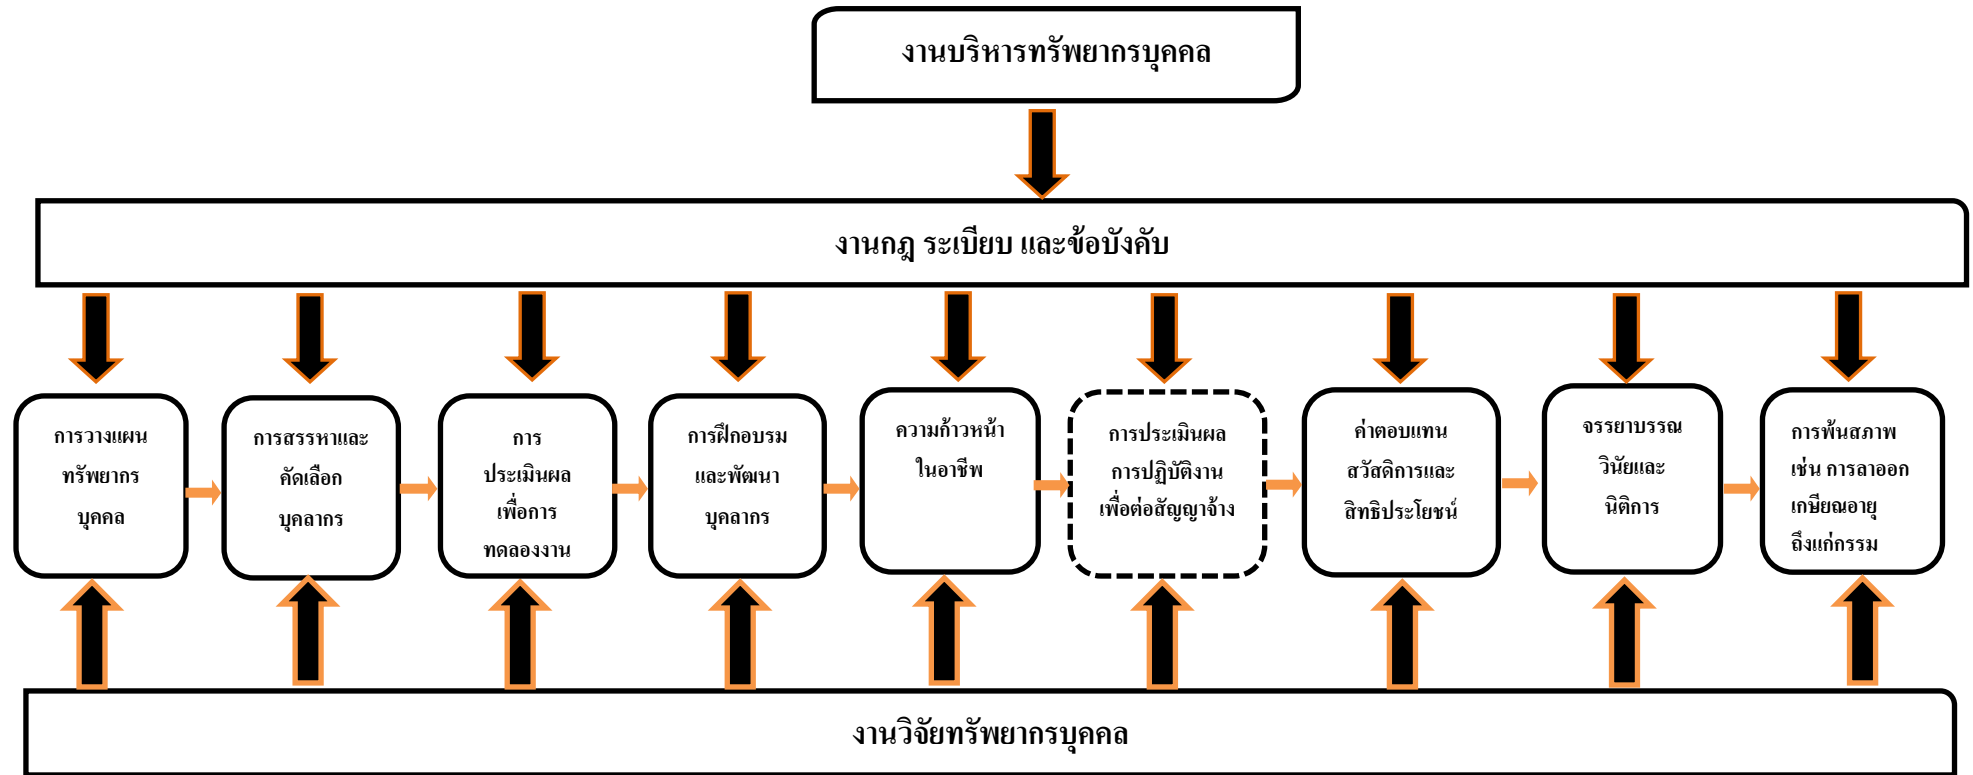 งานบริหารทรัพยากรบุคคล
งานกฎ ระเบียบ และข้อบังคับ
การวางแผน
ทรัพยากร
บุคคล
การสรรหาและ
คัดเลือก
บุคลากร
การ
ประเมินผล
เพื่อการ
ทดลองงาน
การฝึกอบรม
และพัฒนา
บุคลากร
ความก้าวหน้า
ในอาชีพ
การประเมินผล
การปฏิบัติงาน
เพื่อต่อสัญญาจ้าง
ค่าตอบแทน
สวัสดิการและ
สิทธิประโยชน์
จรรยาบรรณ
วินัยและ
นิติการ
การพ้นสภาพ
เช่น การลาออก
เกษียณอายุ
ถึงแก่กรรม
งานวิจัยทรัพยากรบุคคล